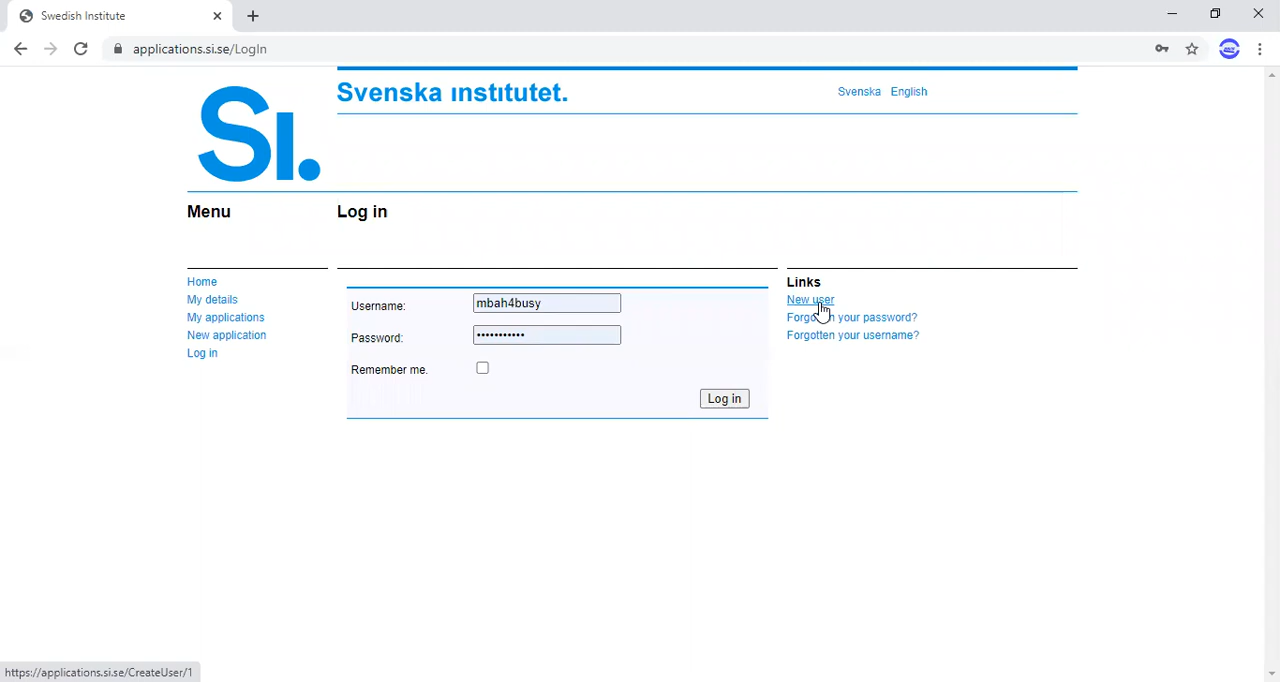 Swedish Institute
applications.si.se/LogIn
Si.
Svenska ınstıtutet.
Svenska English
Menu
Log in
Home
My details
My applications
New application
Log in
Username: mbah4busy
Password: •••••••••••
Remember me.
Log in
Links
New user
Forgotten your password?
Forgotten your username?
https://applications.si.se/CreateUser/1